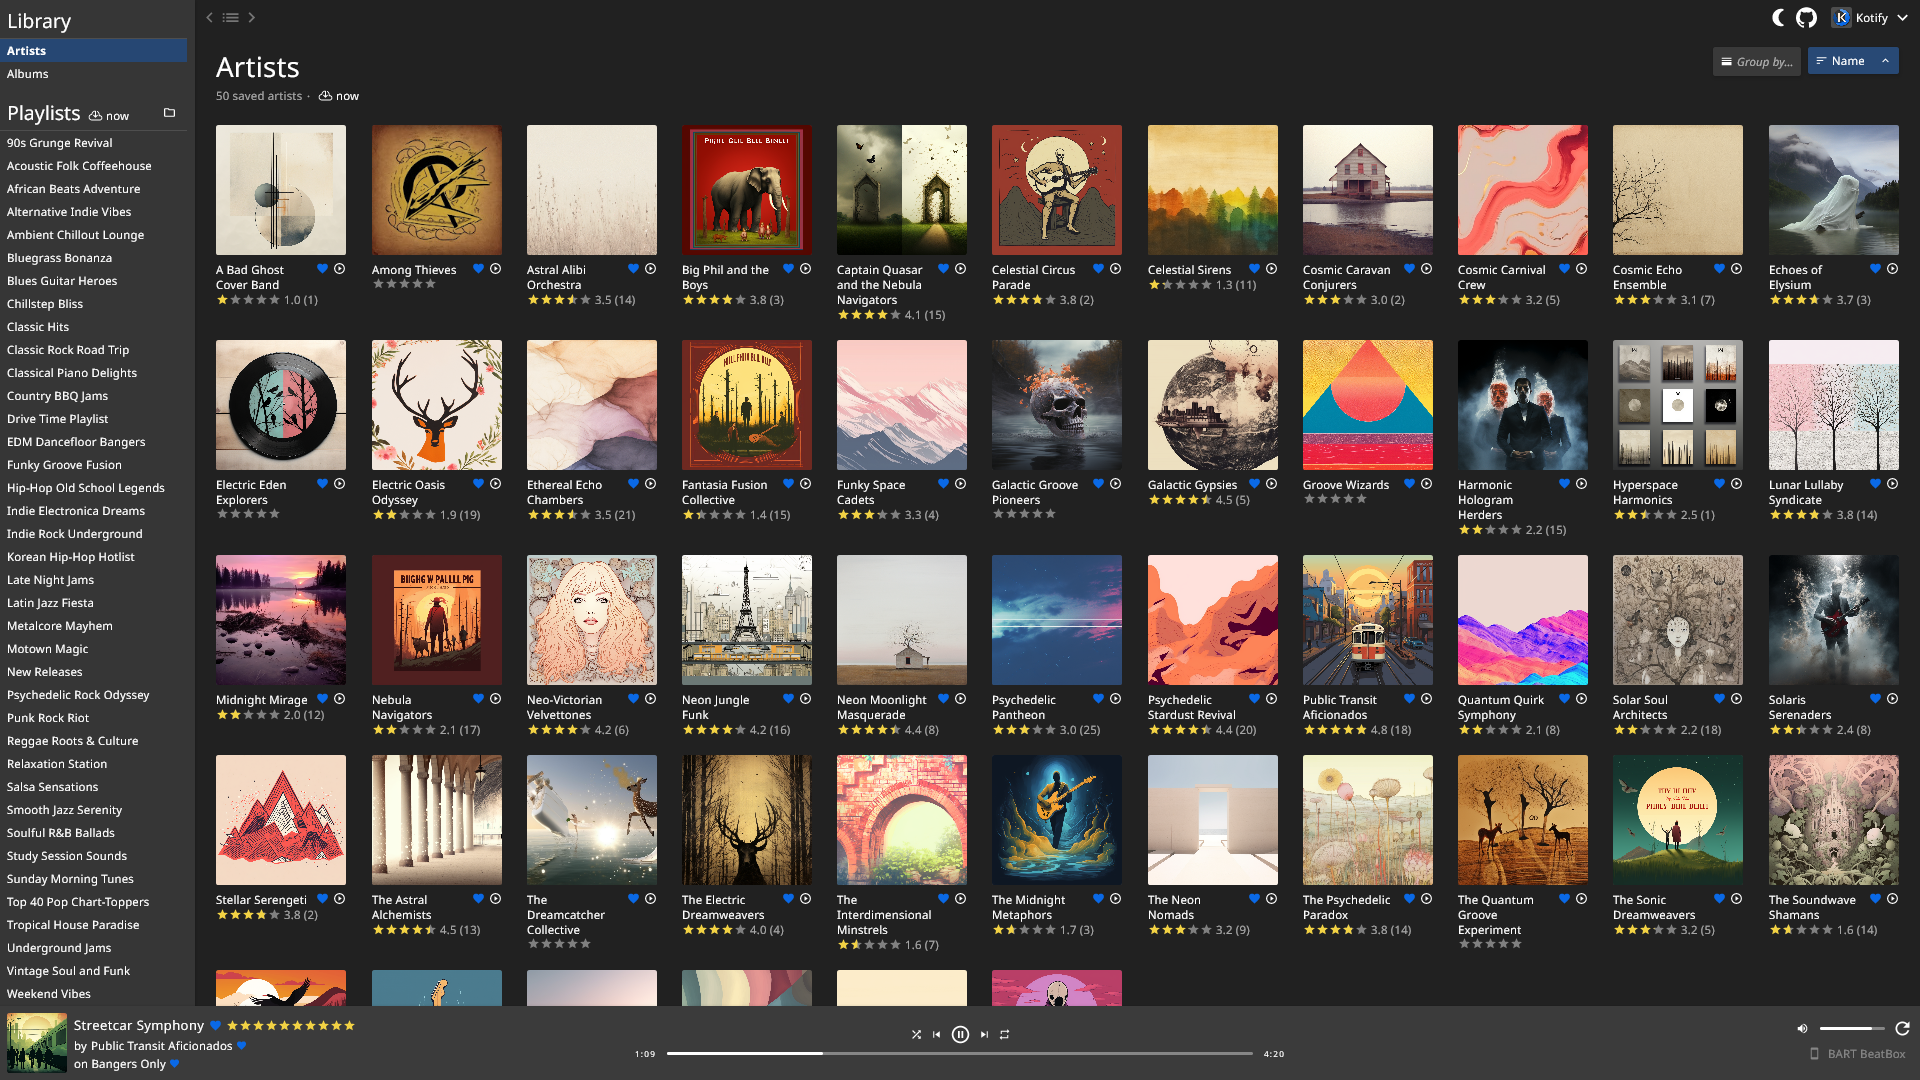 Library
Artists
Albums
Playlists now
90s Grunge Revival
Acoustic Folk Coffeehouse
African Beats Adventure
Alternative Indie Vibes
Ambient Chillout Lounge
Bluegrass Bonanza
Blues Guitar Heroes
Chillstep Bliss
Classic Hits
Classic Rock Road Trip
Classical Piano Delights
Country BBQ Jams
Drive Time Playlist
EDM Dancefloor Bangers
Funky Groove Fusion
Hip-Hop Old School Legends
Indie Electronica Dreams
Indie Rock Underground
Korean Hip-Hop Hotlist
Late Night Jams
Latin Jazz Fiesta
Metalcore Mayhem
Motown Magic
New Releases
Psychedelic Rock Odyssey
Punk Rock Riot
Reggae Roots & Culture
Relaxation Station
Salsa Sensations
Smooth Jazz Serenity
Soulful R&B Ballads
Study Session Sounds
Sunday Morning Tunes
Top 40 Pop Chart-Toppers
Tropical House Paradise
Underground Jams
Vintage Soul and Funk
Weekend Vibes
Kotify
Artists
Group by...
Name
50 saved artists · now
A Bad Ghost
Cover Band
1.0 (1)
Among Thieves
Astral Alibi
Orchestra
3.5 (14)
Big Phil and the
Boys
3.8 (3)
Captain Quasar
and the Nebula
Navigators
4.1 (15)
Celestial Circus
Parade
3.8 (2)
Celestial Sirens
1.3 (11)
Cosmic Caravan
Conjurers
3.0 (2)
Cosmic Carnival
Crew
3.2 (5)
Cosmic Echo
Ensemble
3.1 (7)
Echoes of
Elysium
3.7 (3)
Electric Eden
Explorers
Electric Oasis
Odyssey
1.9 (19)
Ethereal Echo
Chambers
3.5 (21)
Fantasia Fusion
Collective
1.4 (15)
Funky Space
Cadets
3.3 (4)
Galactic Groove
Pioneers
Galactic Gypsies
4.5 (5)
Groove Wizards
Harmonic
Hologram
Herders
2.2 (15)
Hyperspace
Harmonics
2.5 (1)
Lunar Lullaby
Syndicate
3.8 (14)
Midnight Mirage
2.0 (12)
Nebula
Navigators
2.1 (17)
Neo-Victorian
Velvettones
4.2 (6)
Neon Jungle
Funk
4.2 (16)
Neon Moonlight
Masquerade
4.4 (8)
Psychedelic
Pantheon
3.0 (25)
Psychedelic
Stardust Revival
4.4 (20)
Public Transit
Aficionados
4.8 (18)
Quantum Quirk
Symphony
2.1 (8)
Solar Soul
Architects
2.2 (18)
Solaris
Serenaders
2.4 (8)
Stellar Serengeti
3.8 (2)
The Astral
Alchemists
4.5 (13)
The
Dreamcatcher
Collective
The Electric
Dreamweavers
4.0 (4)
The
Interdimensional
Minstrels
1.6 (7)
The Midnight
Metaphors
1.7 (3)
The Neon
Nomads
3.2 (9)
The Psychedelic
Paradox
3.8 (14)
The Quantum
Groove
Experiment
The Sonic
Dreamweavers
3.2 (5)
The Soundwave
Shamans
1.6 (14)
Streetcar Symphony
by Public Transit Aficionados
on Bangers Only
1:09
4:20
BART BeatBox